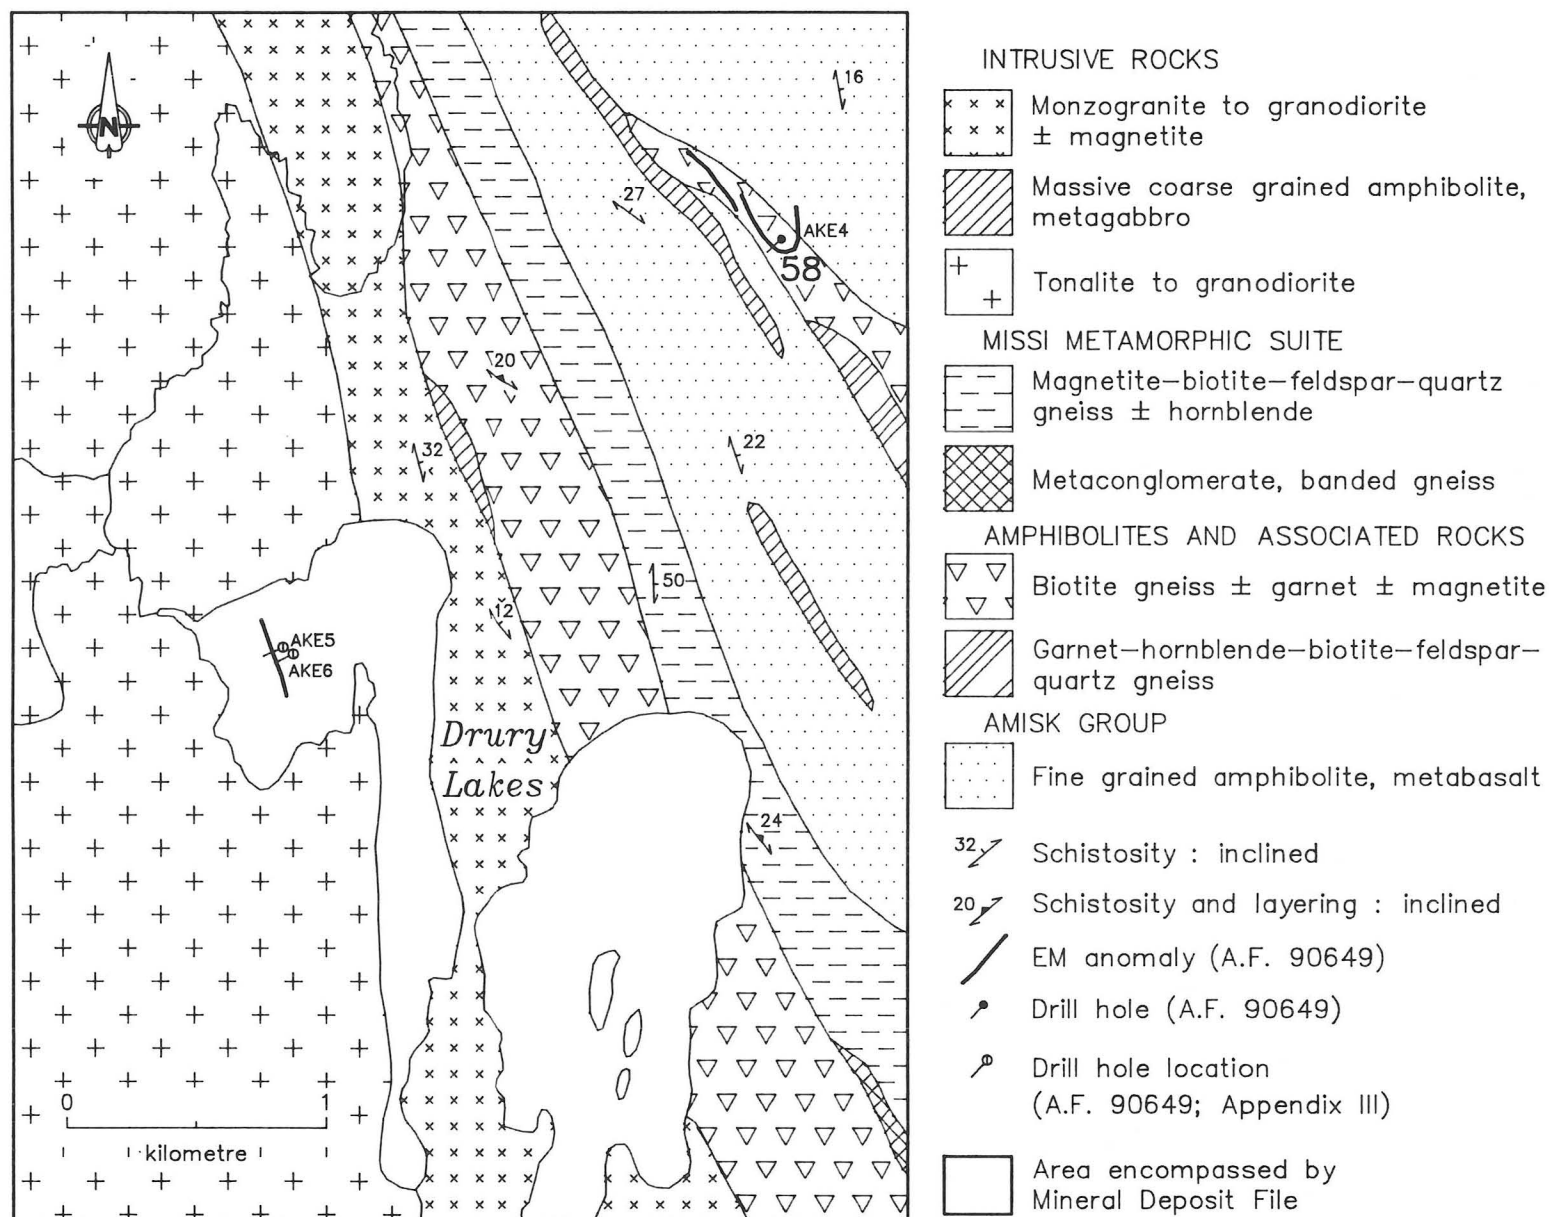 N
16
27
AKE4
58
20
32
22
50
12
AKE5
AKE6
Drury
Lakes
24
0 1
kilometre
INTRUSIVE ROCKS
Monzogranite to granodiorite
± magnetite
Massive coarse grained amphibolite,
metagabbro
Tonalite to granodiorite
MISSI METAMORPHIC SUITE
Magnetite-biotite-feldspar-quartz
gneiss ± hornblende
Metaconglomerate, banded gneiss
AMPHIBOLITES AND ASSOCIATED ROCKS
Biotite gneiss ± garnet ± magnetite
Garnet-hornblende-biotite-feldspar-
quartz gneiss
AMISK GROUP
Fine grained amphibolite, metabasalt
32 Schistosity : inclined
20 Schistosity and layering : inclined
EM anomaly (A.F. 90649)
Drill hole (A.F. 90649)
Drill hole location
(A.F. 90649; Appendix III)
Area encompassed by
Mineral Deposit File